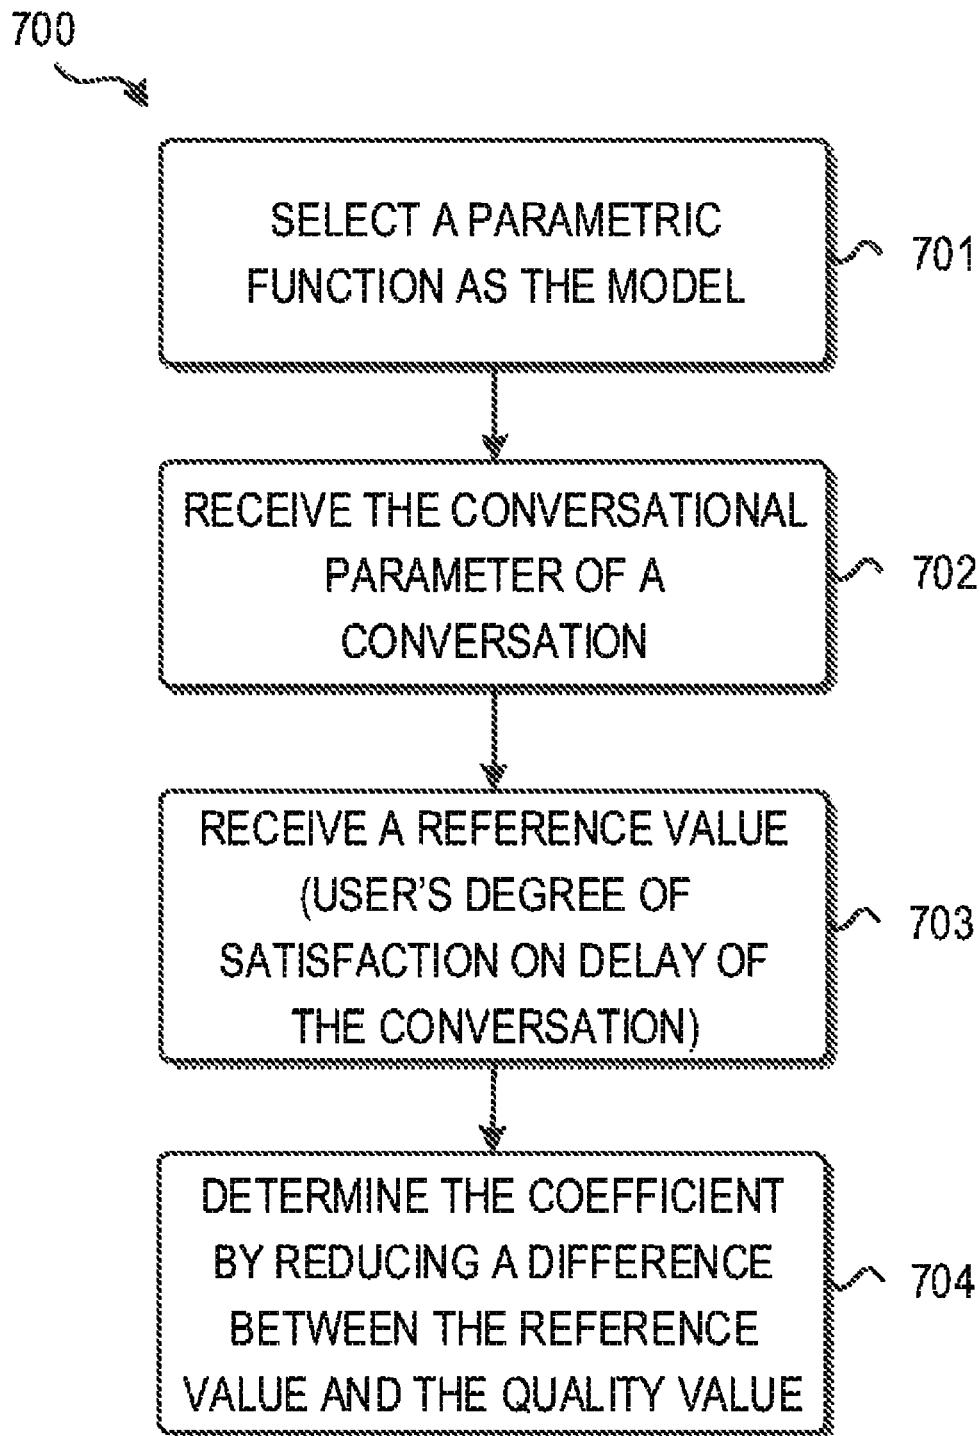 700
SELECT A PARAMETRIC
FUNCTION AS THE MODEL
701
RECEIVE THE CONVERSATIONAL
PARAMETER OF A
CONVERSATION
702
RECEIVE A REFERENCE VALUE
(USER'S DEGREE OF
SATISFACTION ON DELAY OF
THE CONVERSATION)
703
DETERMINE THE COEFFICIENT
BY REDUCING A DIFFERENCE
BETWEEN THE REFERENCE
VALUE AND THE QUALITY VALUE
704